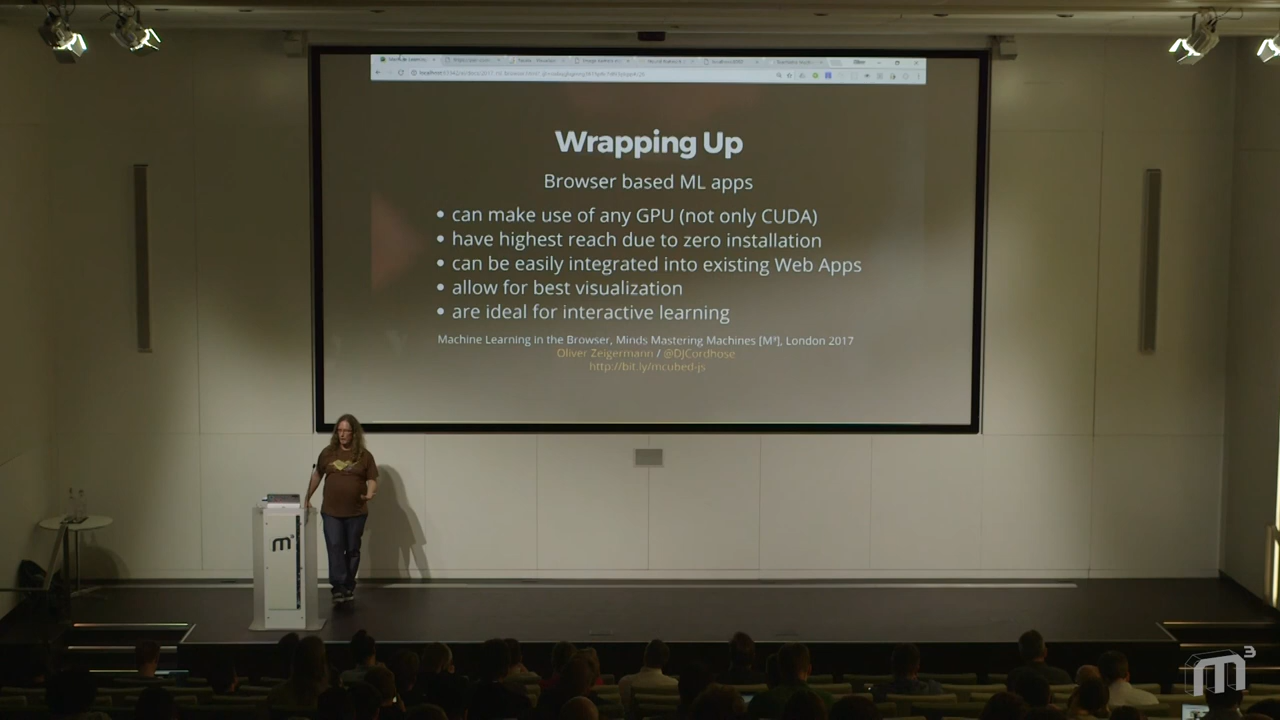 Wrapping Up
Browser based ML apps
• can make use of any GPU (not only CUDA)
• have highest reach due to zero installation
• can be easily integrated into existing Web Apps
• allow for best visualization
• are ideal for interactive learning
Machine Learning in the Browser, Minds Mastering Machines [M³], London 2017
Oliver Zeigermann / @DJCordhose
http://bit.ly/mcubed-js
m³
m³